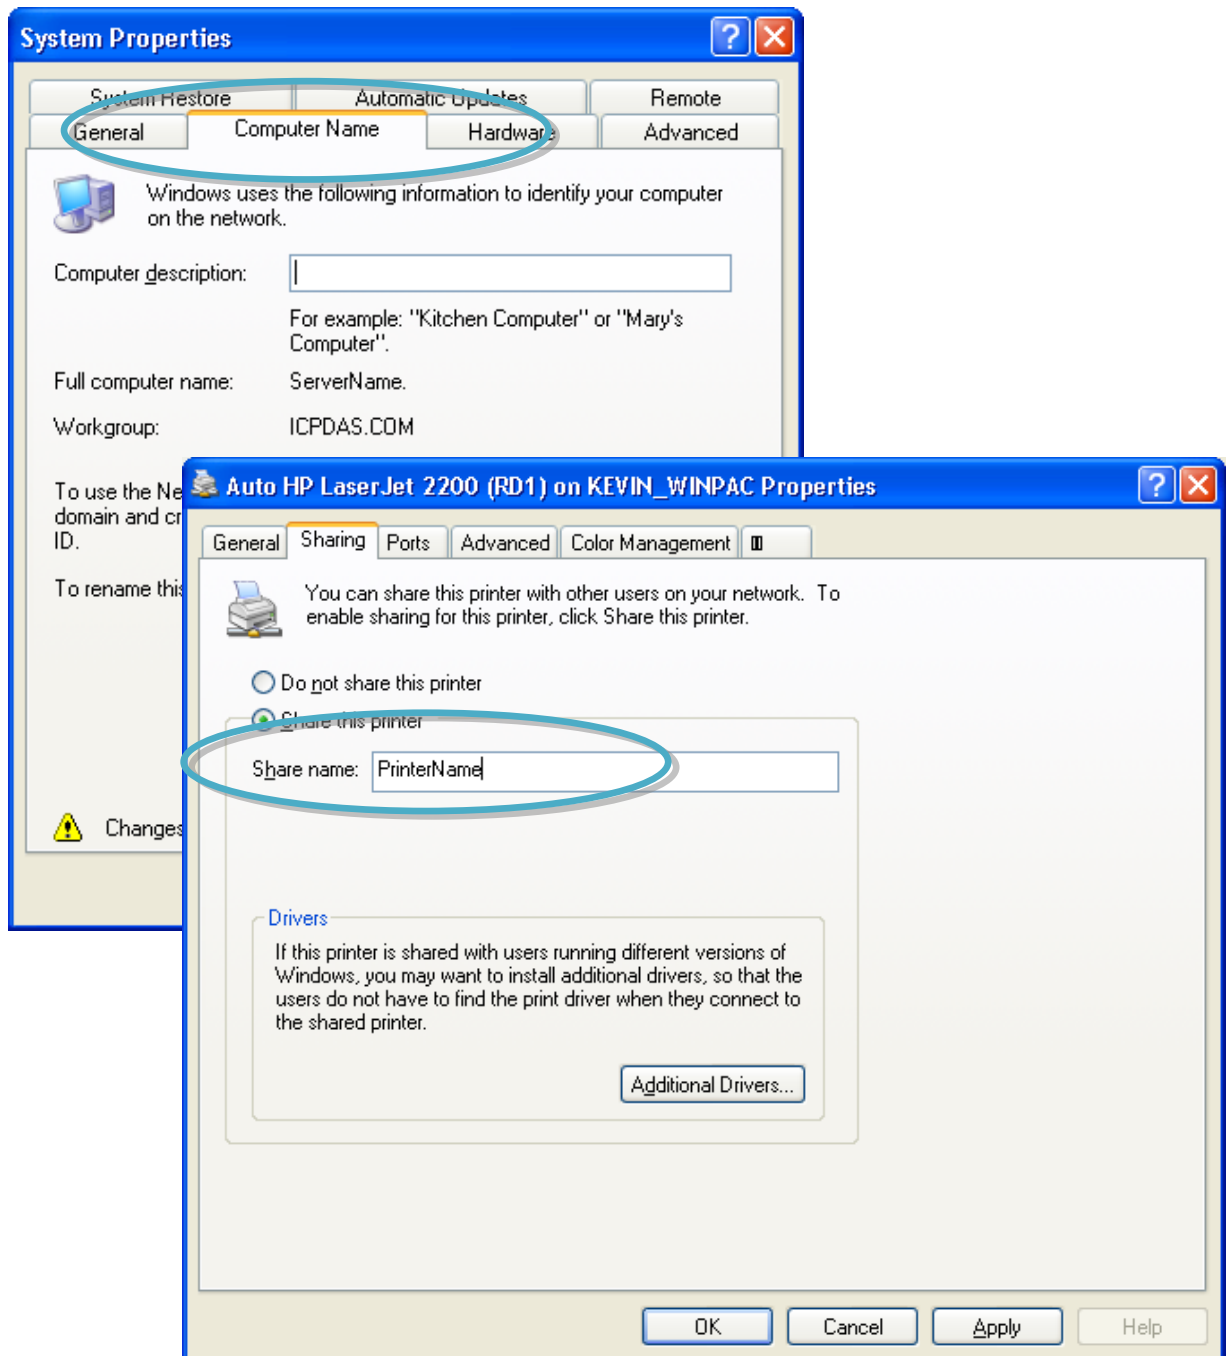 System Properties
System Restore
Automatic Updates
Remote
General
Computer Name
Hardware
Advanced
Windows uses the following information to identify your computer
on the network.
Computer description:
For example: "Kitchen Computer" or "Mary's
Computer".
Full computer name:
ServerName.
Workgroup:
ICPDAS.COM
To use the Ne
domain and cr
ID.
To rename this
Changes
Auto HP LaserJet 2200 (RD1) on KEVIN_WINPAC Properties
General
Sharing
Ports
Advanced
Color Management
You can share this printer with other users on your network. To
enable sharing for this printer, click Share this printer.
Do not share this printer
Share this printer
Share name:
PrinterName
Drivers
If this printer is shared with users running different versions of
Windows, you may want to install additional drivers, so that the
users do not have to find the print driver when they connect to
the shared printer.
Additional Drivers...
OK
Cancel
Apply
Help